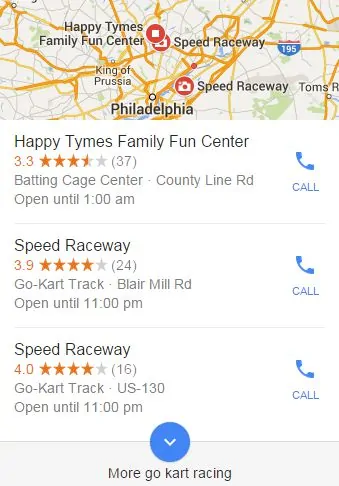 Happy Tymes
Family Fun Center
Speed Raceway
195
King of
Prussia
Speed Raceway
Toms R
Philadelphia
Happy Tymes Family Fun Center
3.3 (37)
Batting Cage Center · County Line Rd
Open until 1:00 am
CALL
Speed Raceway
3.9 (24)
Go-Kart Track · Blair Mill Rd
Open until 11:00 pm
CALL
Speed Raceway
4.0 (16)
Go-Kart Track · US-130
Open until 11:00 pm
CALL
More go kart racing